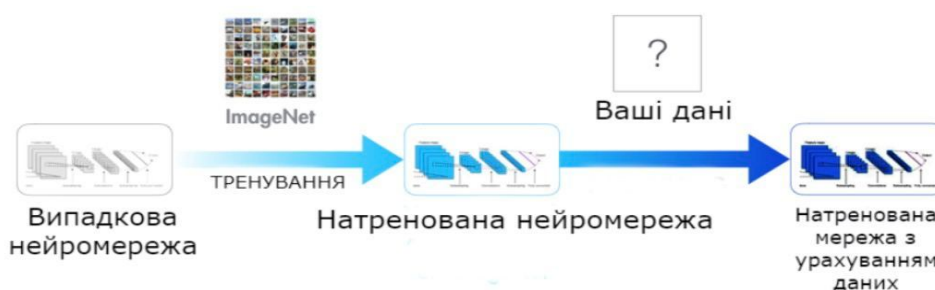 ?
ImageNet
Ваші дані
ТРЕНУВАННЯ
Випадкова
нейромережа
Натренована нейромережа
Натренована
мережа з
урахуванням
даних